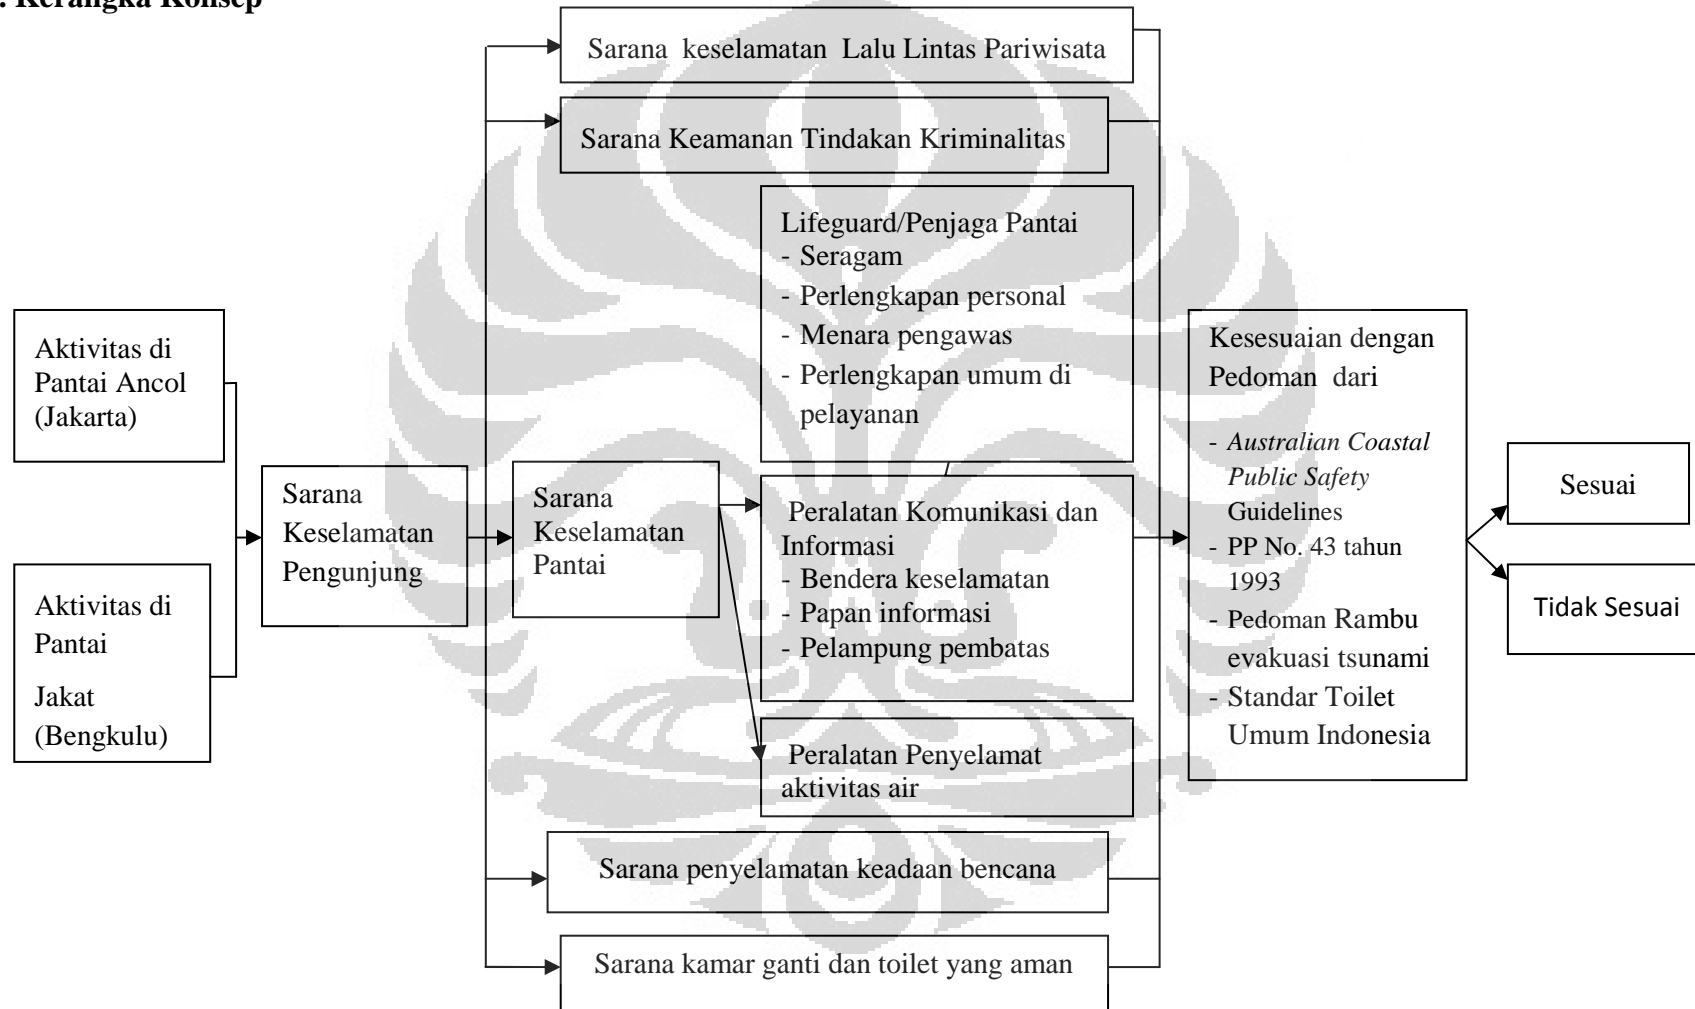 . Kerangka Konsep
Sarana keselamatan Lalu Lintas Pariwisata
Sarana Keamanan Tindakan Kriminalitas
Lifeguard/Penjaga Pantai
- Seragam
- Perlengkapan personal
- Menara pengawas
- Perlengkapan umum di
pelayanan
Aktivitas di
Pantai Ancol
(Jakarta)
Aktivitas di
Pantai
Jakat
(Bengkulu)
Sarana
Keselamatan
Pengunjung
Sarana
Keselamatan
Pantai
Peralatan Komunikasi dan
Informasi
- Bendera keselamatan
- Papan informasi
- Pelampung pembatas
Peralatan Penyelamat
aktivitas air
Sarana penyelamatan keadaan bencana
Sarana kamar ganti dan toilet yang aman
Kesesuaian dengan
Pedoman dari
- Australian Coastal
Public Safety
Guidelines
- PP No. 43 tahun
1993
- Pedoman Rambu
evakuasi tsunami
- Standar Toilet
Umum Indonesia
Sesuai
Tidak Sesuai